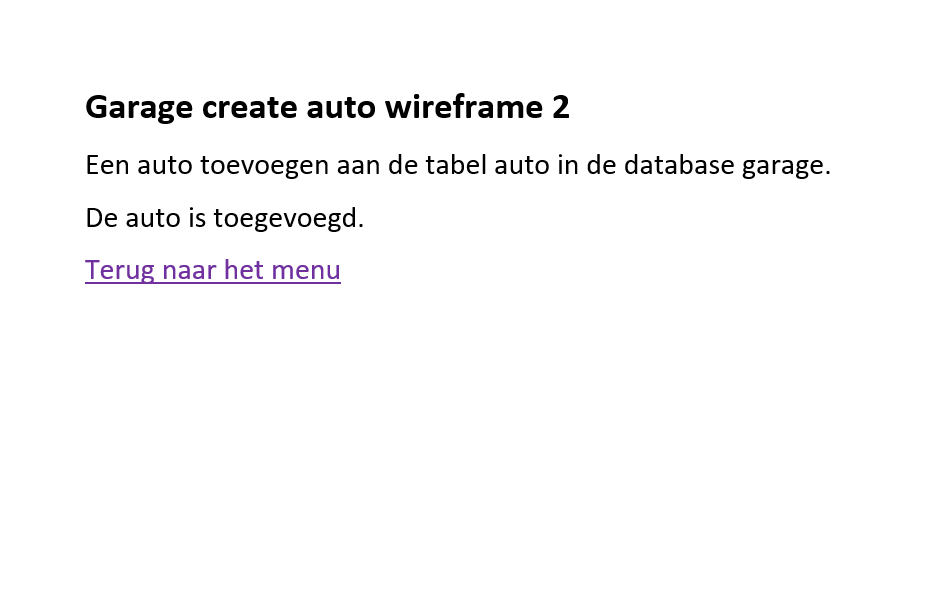 Garage create auto wireframe 2
Een auto toevoegen aan de tabel auto in de database garage.
De auto is toegevoegd.
Terug naar het menu